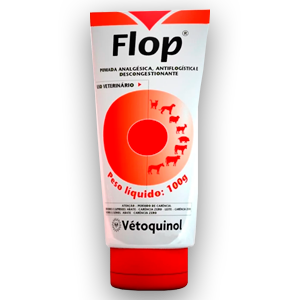 Flop®
POMADA ANALGÉSICA, ANTIFLOGÍSTICA E
DESCONGESTIONANTE
USO VETERINÁRIO
Peso líquido: 100g
Vétoquinol